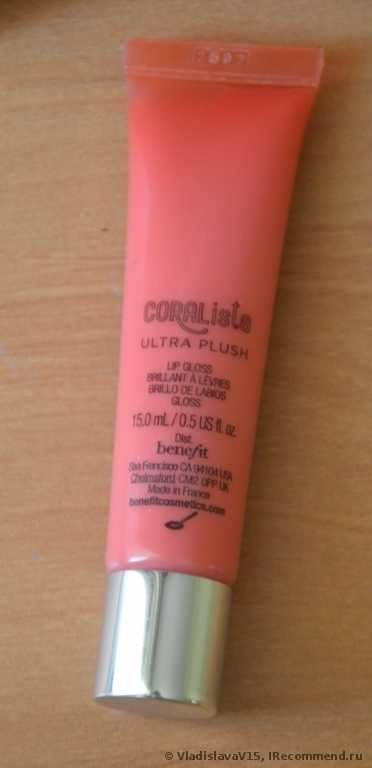 CORALista
ULTRA PLUSH
LIP GLOSS
BRILLANT À LÈVRES
BRILLO DE LABIOS
GLOSS
15.0 mL / 0.5 US fl. oz.
Dist.
benefit
San Francisco CA 94104 USA
Chelmsford, CM2 0PP UK
Made in France
benefitcosmetics.com
© VladislavaV15, IRecommend.ru